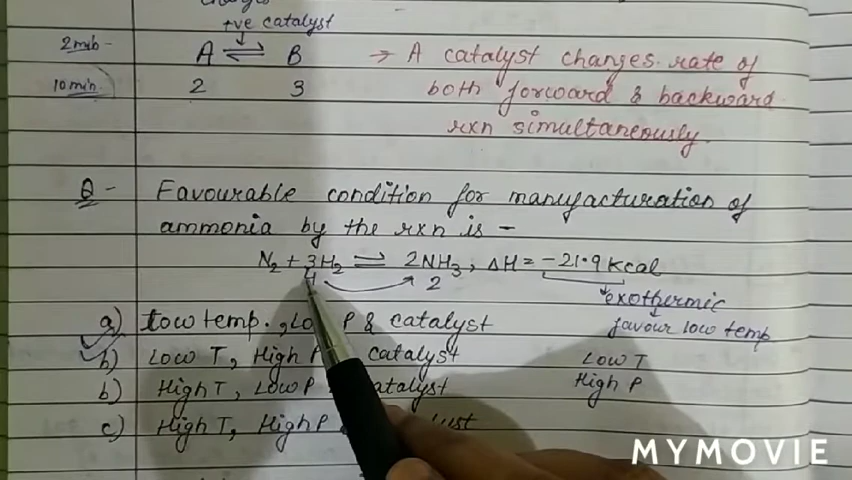 +ve catalyst
2 min - A ⇌ B → A catalyst changes rate of
10 min. 2 3 both forward & backward
rxn simultaneously.
Q - Favourable condition for manufacturation of
ammonia by the rxn is -
N2 + 3H2 ⇌ 2NH3, ΔH = -21.9 kcal
4 2 exothermic
a) Low temp., Low P & catalyst favour low temp
b) Low T, High P catalyst Low T
b) High T, Low P catalyst High P
c) High T, High P
MYMOVIE